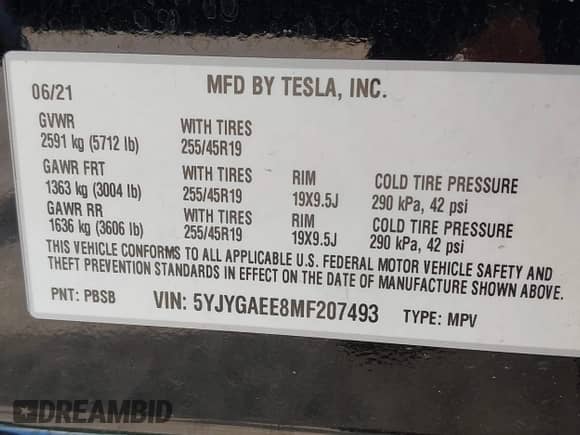 06/21 MFD BY TESLA, INC.
GVWR WITH TIRES
2591 kg (5712 lb) 255/45R19
GAWR FRT WITH TIRES RIM COLD TIRE PRESSURE
1363 kg (3004 lb) 255/45R19 19X9.5J 290 kPa, 42 psi
GAWR RR WITH TIRES RIM COLD TIRE PRESSURE
1636 kg (3606 lb) 255/45R19 19X9.5J 290 kPa, 42 psi
THIS VEHICLE CONFORMS TO ALL APPLICABLE U.S. FEDERAL MOTOR VEHICLE SAFETY AND
THEFT PREVENTION STANDARDS IN EFFECT ON THE DATE OF MANUFACTURE SHOWN ABOVE.
PNT: PBSB VIN: 5YJYGAEE8MF207493 TYPE: MPV
DREAMBID